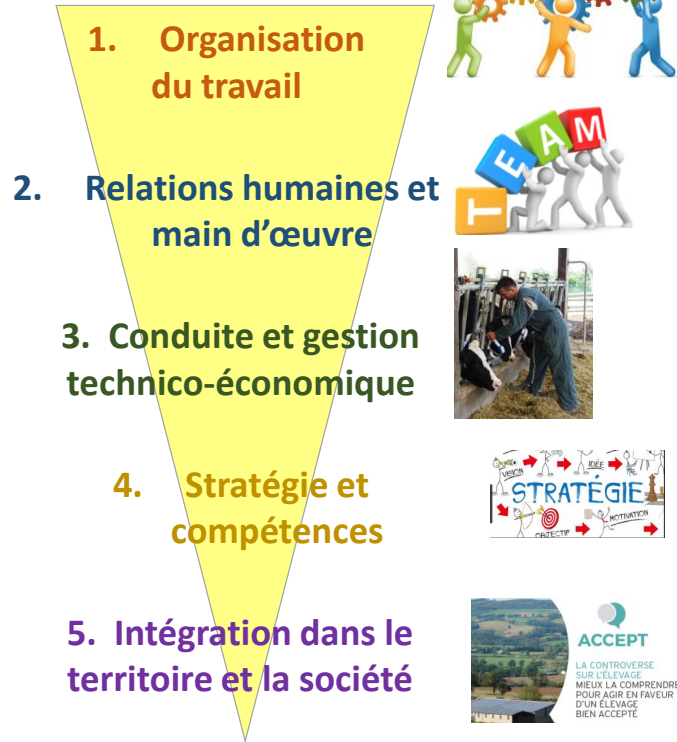 1. Organisation
du travail
TEAM
2. Relations humaines et
main d’œuvre
3. Conduite et gestion
technico-économique
4. Stratégie et
compétences
VISION
IDÉE
STRATÉGIE
OBJECTIF
MOTIVATION
5. Intégration dans le
territoire et la société
ACCEPT
LA CONTROVERSE
SUR L'ÉLEVAGE
MIEUX LA COMPRENDRE
POUR AGIR EN FAVEUR
D'UN ÉLEVAGE
BIEN ACCEPTÉ